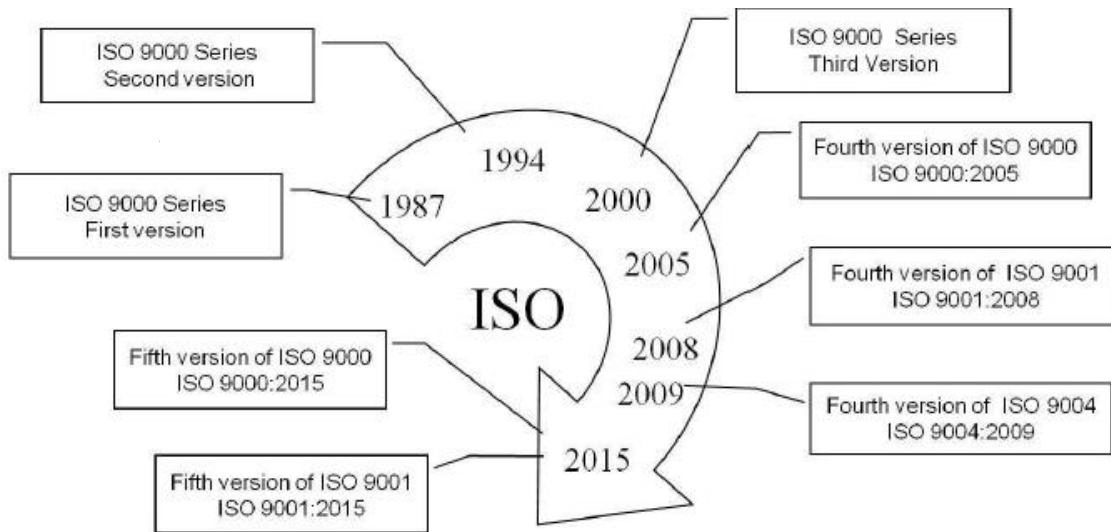 ISO 9000 Series
Second version
ISO 9000 Series
Third Version
1994
Fourth version of ISO 9000
ISO 9000:2005
ISO 9000 Series
First version
1987
2000
2005
Fourth version of ISO 9001
ISO 9001:2008
ISO
2008
Fifth version of ISO 9000
ISO 9000:2015
2009
Fourth version of ISO 9004
ISO 9004:2009
2015
Fifth version of ISO 9001
ISO 9001:2015